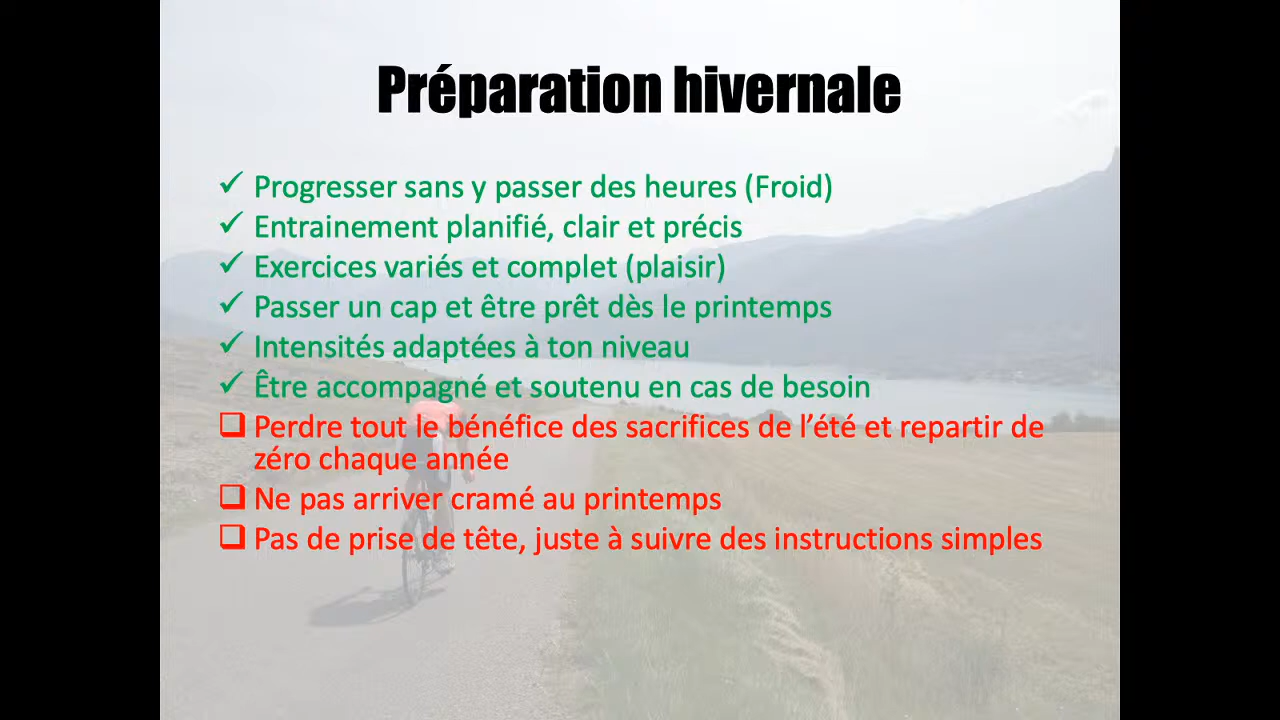 Préparation hivernale
Progresser sans y passer des heures (Froid)
Entrainement planifié, clair et précis
Exercices variés et complet (plaisir)
Passer un cap et être prêt dès le printemps
Intensités adaptées à ton niveau
Être accompagné et soutenu en cas de besoin
Perdre tout le bénéfice des sacrifices de l’été et repartir de
zéro chaque année
Ne pas arriver cramé au printemps
Pas de prise de tête, juste à suivre des instructions simples